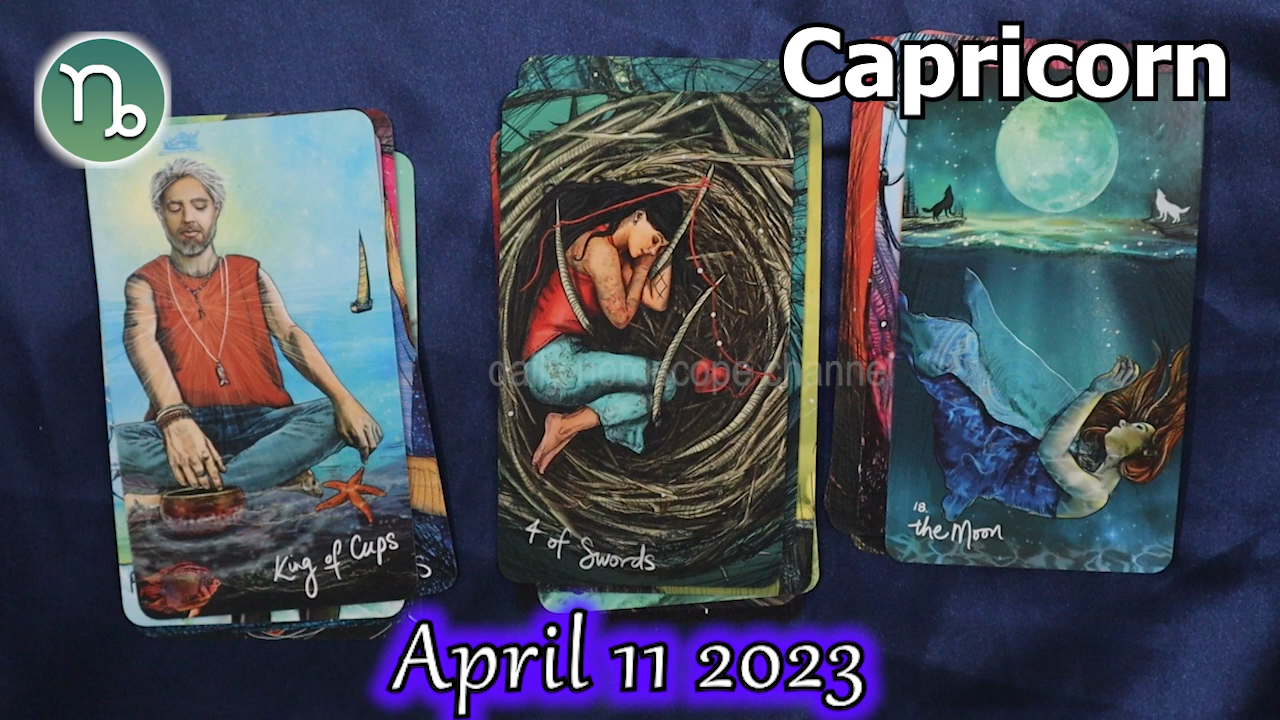 Capricorn
King of Cups
4 of Swords
18.
the Moon
April 11 2023